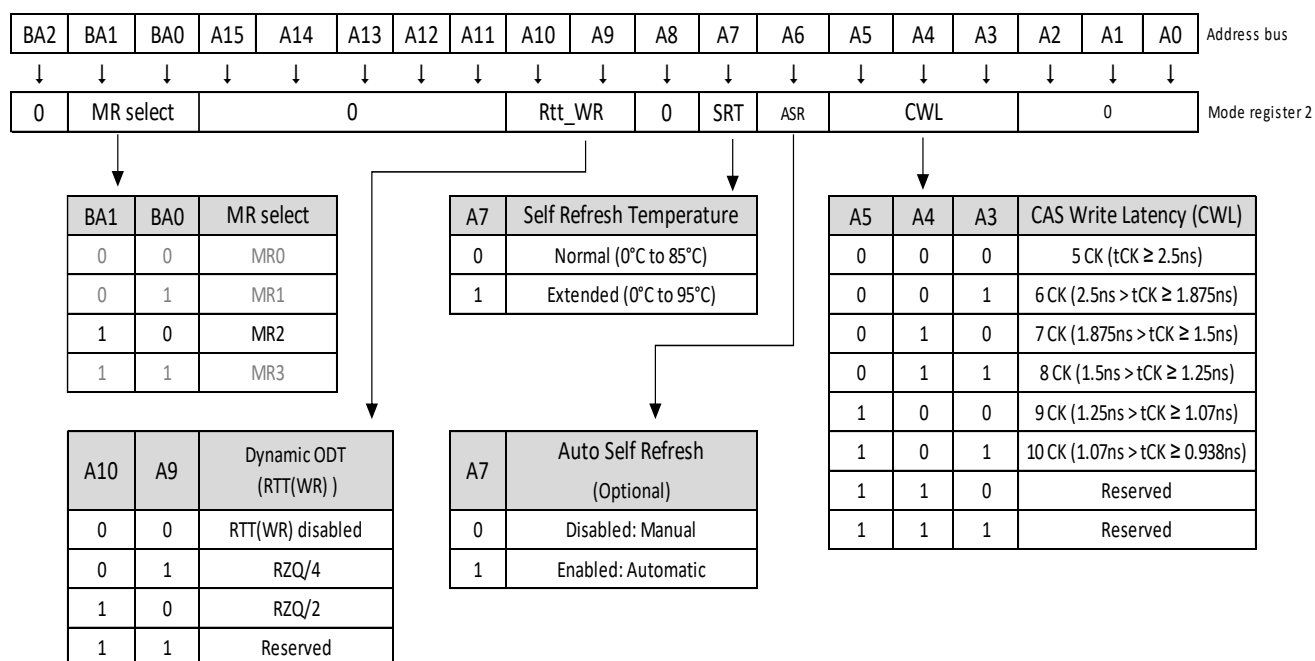 BA2 BA1 BA0 A15 A14 A13 A12 A11 A10 A9 A8 A7 A6 A5 A4 A3 A2 A1 A0 Address bus
0 MR select 0 Rtt_WR 0 SRT ASR CWL 0 Mode register 2
BA1 BA0 MR select
0 0 MR0
0 1 MR1
1 0 MR2
1 1 MR3
A7 Self Refresh Temperature
0 Normal (0°C to 85°C)
1 Extended (0°C to 95°C)
A5 A4 A3 CAS Write Latency (CWL)
0 0 0 5 CK (tCK ≥ 2.5ns)
0 0 1 6 CK (2.5ns > tCK ≥ 1.875ns)
0 1 0 7 CK (1.875ns > tCK ≥ 1.5ns)
0 1 1 8 CK (1.5ns > tCK ≥ 1.25ns)
1 0 0 9 CK (1.25ns > tCK ≥ 1.07ns)
1 0 1 10 CK (1.07ns > tCK ≥ 0.938ns)
1 1 0 Reserved
1 1 1 Reserved
A10 A9 Dynamic ODT
(RTT(WR) )
0 0 RTT(WR) disabled
0 1 RZQ/4
1 0 RZQ/2
1 1 Reserved
A7 Auto Self Refresh
(Optional)
0 Disabled: Manual
1 Enabled: Automatic